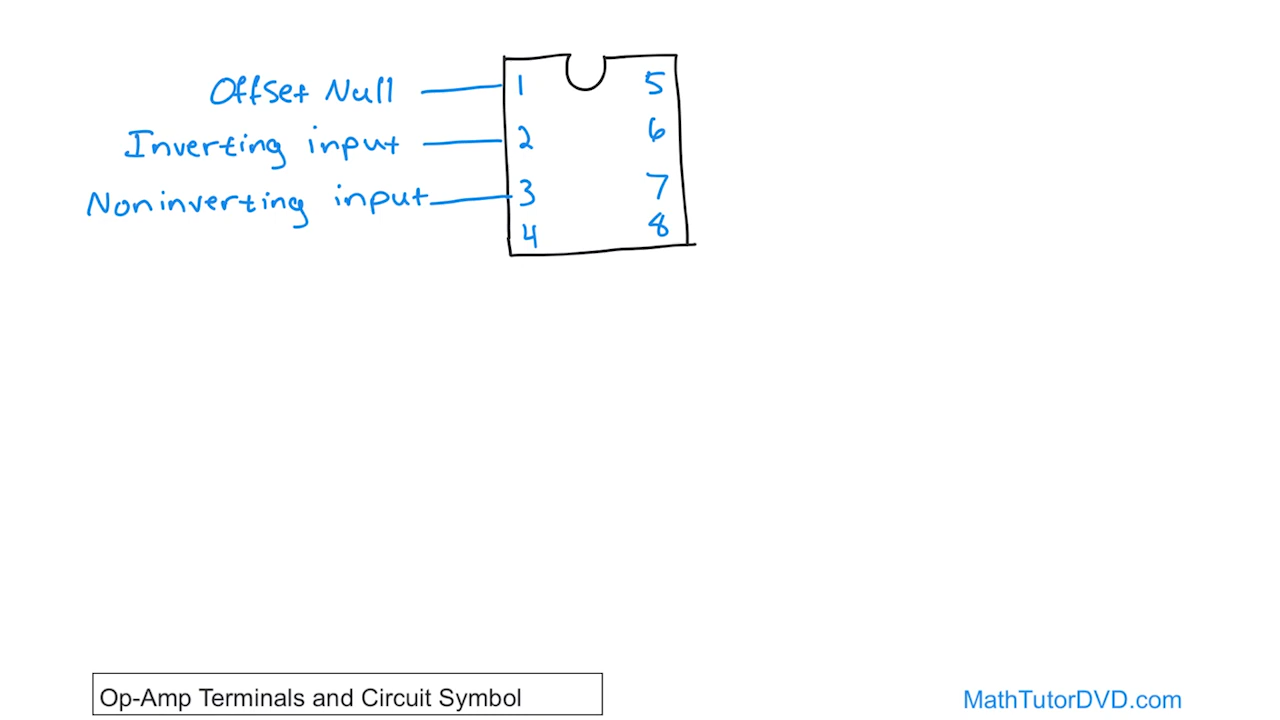 Offset Null 1 5
Inverting input 2 6
Noninverting input 3 7
4 8
Op-Amp Terminals and Circuit Symbol
MathTutorDVD.com